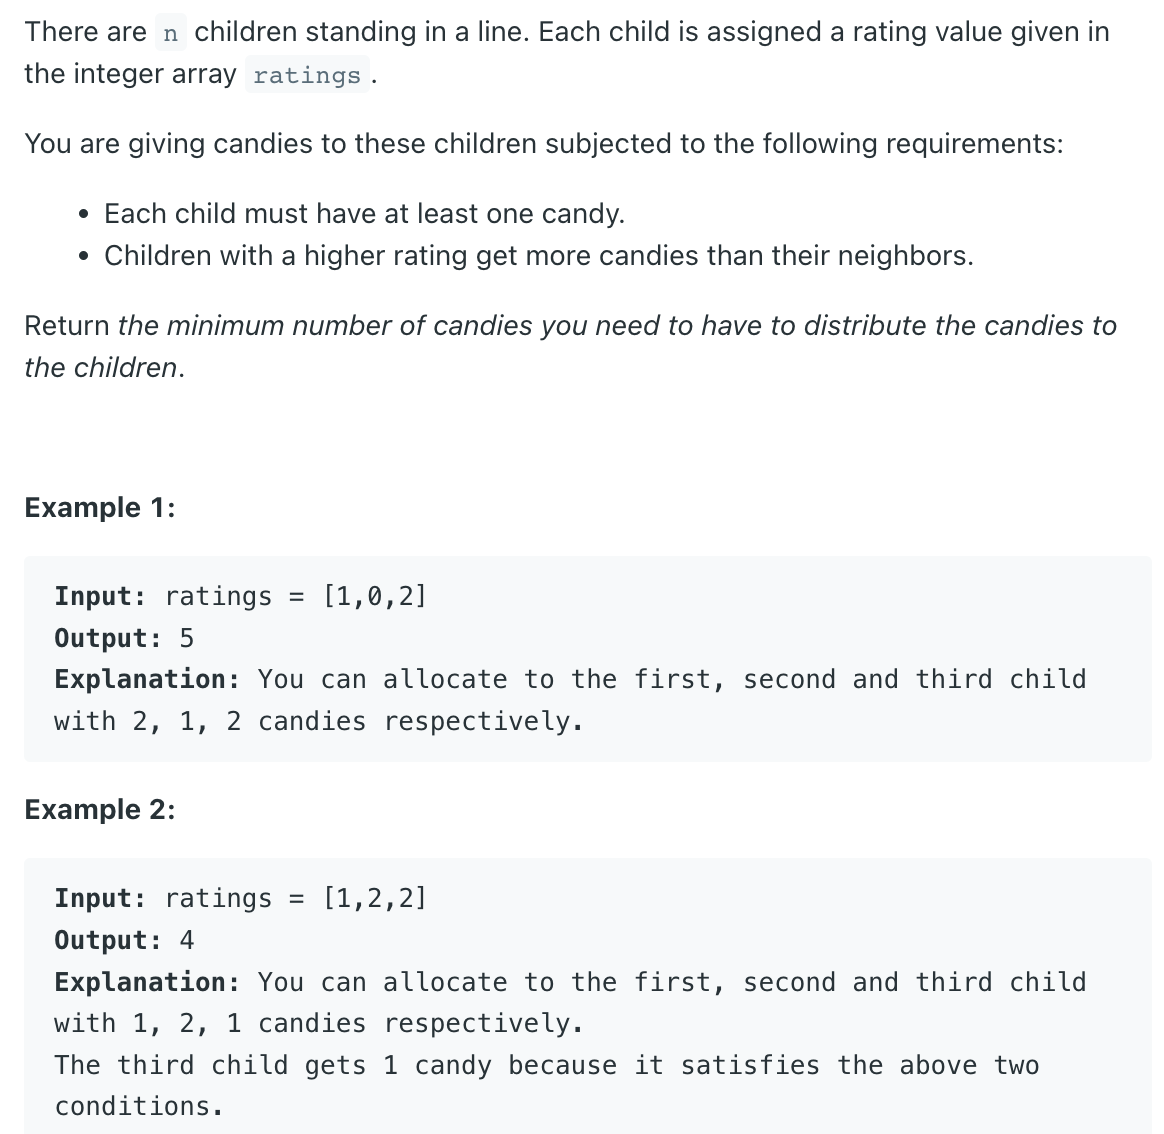 There are n children standing in a line. Each child is assigned a rating value given in
the integer array ratings .
You are giving candies to these children subjected to the following requirements:
• Each child must have at least one candy.
• Children with a higher rating get more candies than their neighbors.
Return the minimum number of candies you need to have to distribute the candies to
the children.
Example 1:
Input: ratings = [1,0,2]
Output: 5
Explanation: You can allocate to the first, second and third child
with 2, 1, 2 candies respectively.
Example 2:
Input: ratings = [1,2,2]
Output: 4
Explanation: You can allocate to the first, second and third child
with 1, 2, 1 candies respectively.
The third child gets 1 candy because it satisfies the above two
conditions.